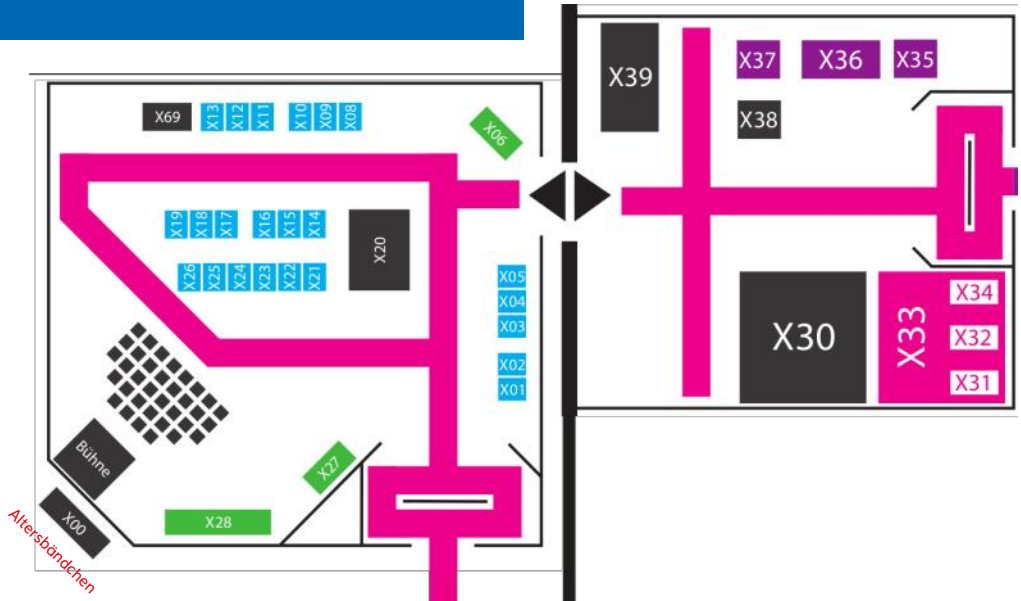 X39
X37
X36
X35
X38
X69
X13
X12
X11
X10
X09
X08
X06
X19
X18
X17
X16
X15
X14
X20
X26
X25
X24
X23
X22
X21
X05
X04
X03
X02
X01
X30
X33
X34
X32
X31
Bühne
X27
X28
X00
Altersbändchen